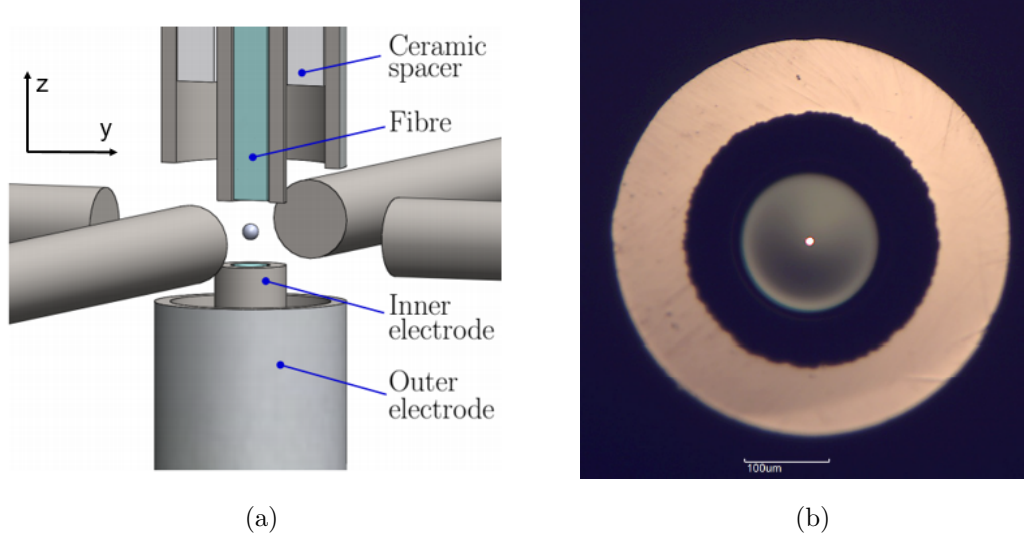 Ceramic
spacer
z
y
Fibre
Inner
electrode
Outer
electrode
100um
(a)
(b)